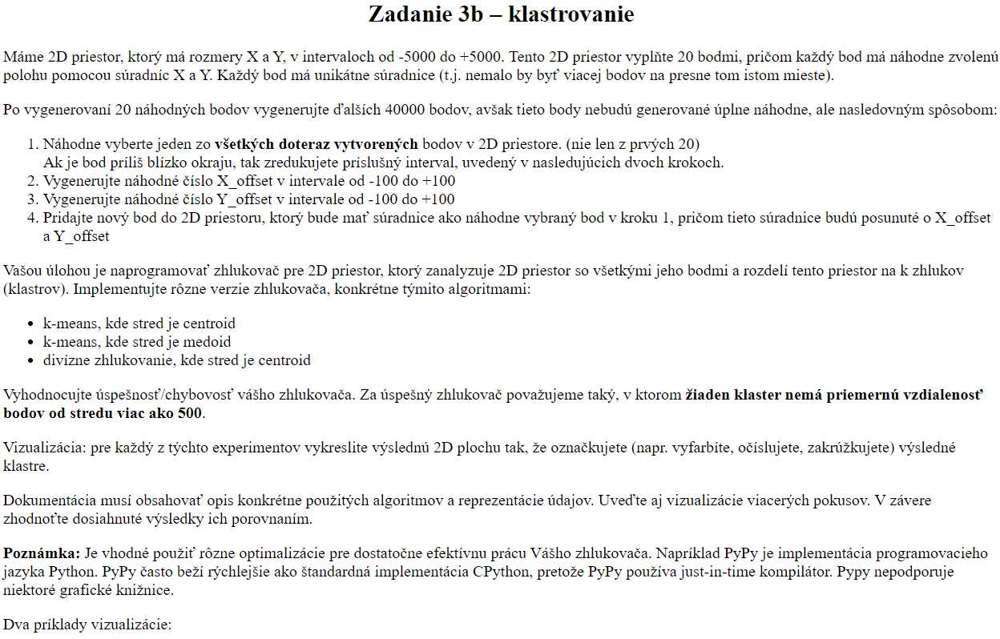 Zadanie 3b – klastrovanie
Máme 2D priestor, ktorý má rozmery X a Y, v intervaloch od -5000 do +5000. Tento 2D priestor vyplňte 20 bodmi, pričom každý bod má náhodne zvolenú
polohu pomocou súradníc X a Y. Každý bod má unikátne súradnice (t.j. nemalo by byť viacej bodov na presne tom istom mieste).
Po vygenerovaní 20 náhodných bodov vygenerujte ďalších 40000 bodov, avšak tieto body nebudú generované úplne náhodne, ale nasledovným spôsobom:
1. Náhodne vyberte jeden zo všetkých doteraz vytvorených bodov v 2D priestore. (nie len z prvých 20)
Ak je bod príliš blízko okraju, tak zredukujete príslušný interval, uvedený v nasledujúcich dvoch krokoch.
2. Vygenerujte náhodné číslo X_offset v intervale od -100 do +100
3. Vygenerujte náhodné číslo Y_offset v intervale od -100 do +100
4. Pridajte nový bod do 2D priestoru, ktorý bude mať súradnice ako náhodne vybraný bod v kroku 1, pričom tieto súradnice budú posunuté o X_offset
a Y_offset
Vašou úlohou je naprogramovať zhlukovač pre 2D priestor, ktorý zanalyzuje 2D priestor so všetkými jeho bodmi a rozdelí tento priestor na k zhlukov
(klastrov). Implementujte rôzne verzie zhlukovača, konkrétne týmito algoritmami:
• k-means, kde stred je centroid
• k-means, kde stred je medoid
• divízne zhlukovanie, kde stred je centroid
Vyhodnocujte úspešnosť/chybovosť vášho zhlukovača. Za úspešný zhlukovač považujeme taký, v ktorom žiaden klaster nemá priemernú vzdialenosť
bodov od stredu viac ako 500.
Vizualizácia: pre každý z týchto experimentov vykreslite výslednú 2D plochu tak, že označkujete (napr. vyfarbíte, očíslujete, zakrúžkujete) výsledné
klastre.
Dokumentácia musí obsahovať opis konkrétne použitých algoritmov a reprezentácie údajov. Uveďte aj vizualizácie viacerých pokusov. V závere
zhodnoťte dosiahnuté výsledky ich porovnaním.
Poznámka: Je vhodné použiť rôzne optimalizácie pre dostatočne efektívnu prácu Vášho zhlukovača. Napríklad PyPy je implementácia programovacieho
jazyka Python. PyPy často beží rýchlejšie ako štandardná implementácia CPython, pretože PyPy používa just-in-time kompilátor. Pypy nepodporuje
niektoré grafické knižnice.
Dva príklady vizualizácie: